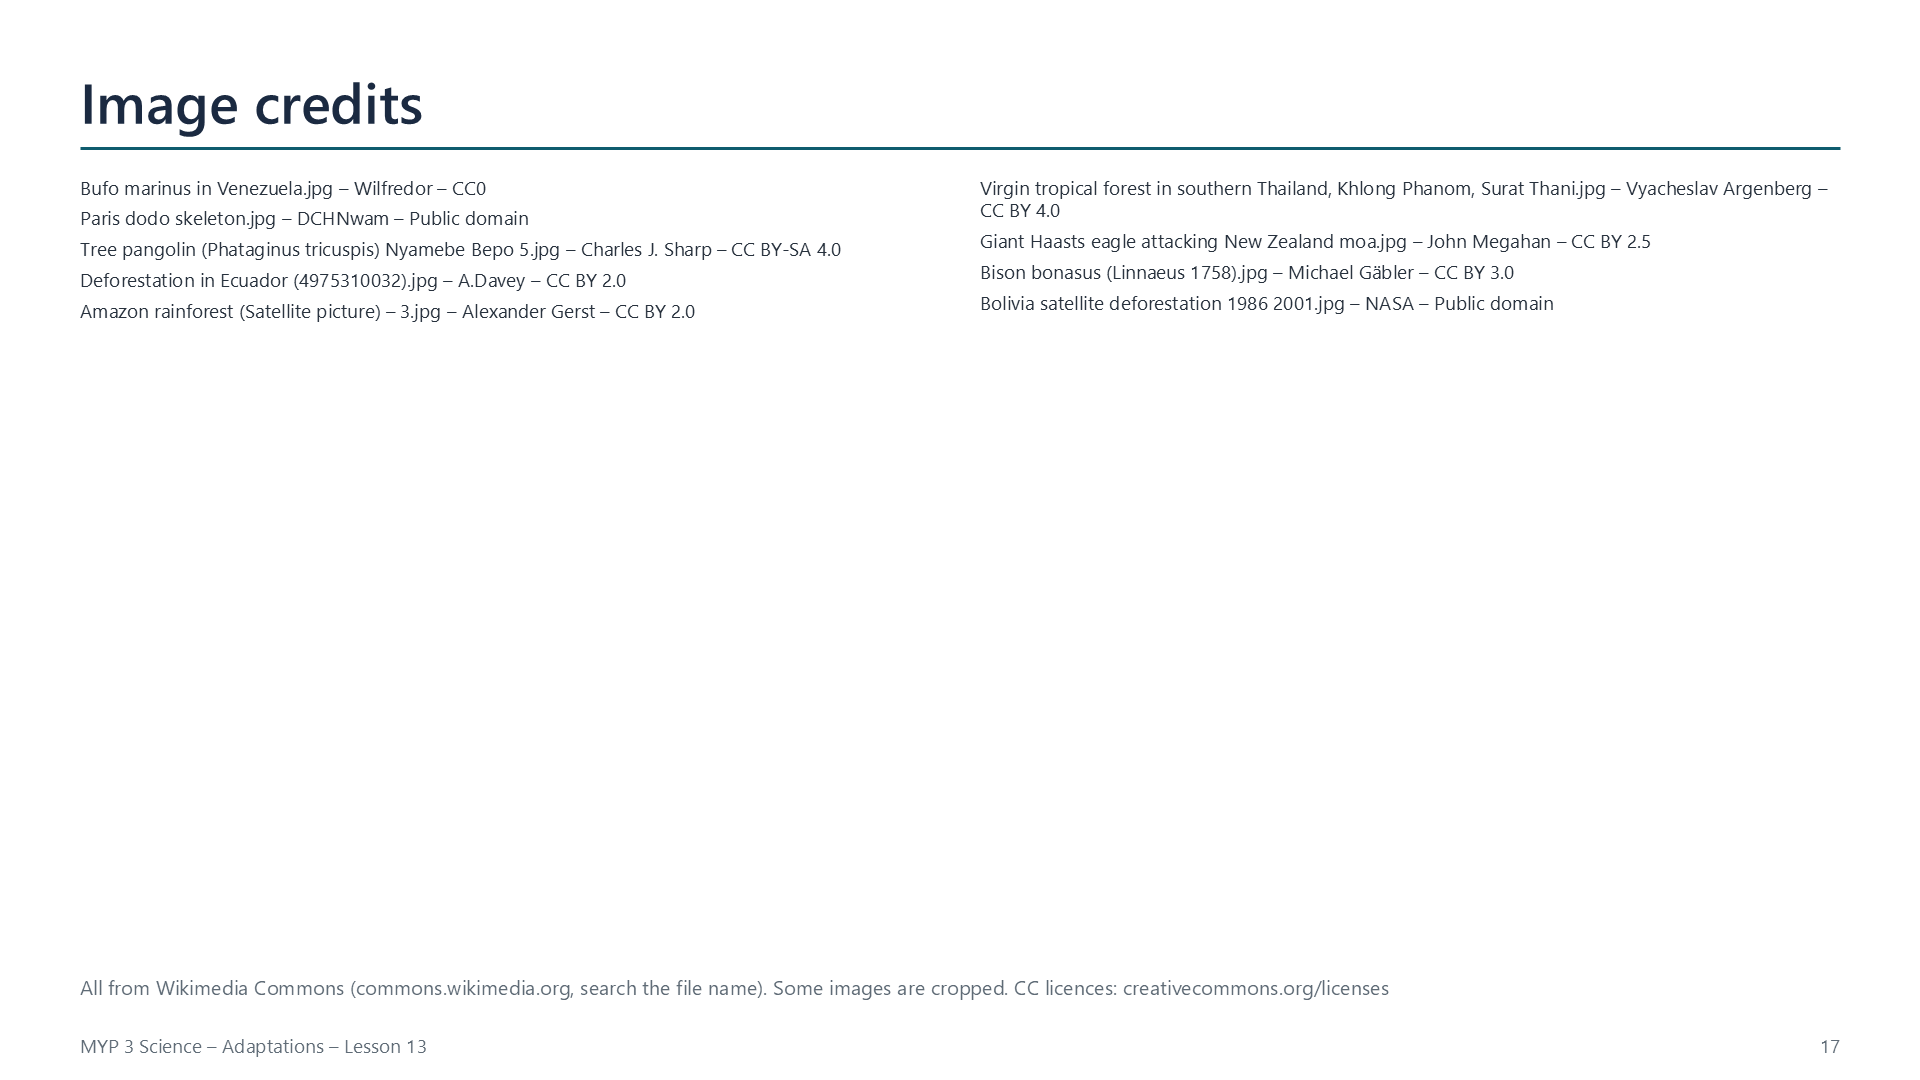 Image credits
Bufo marinus in Venezuela.jpg – Wilfredor – CC0
Paris dodo skeleton.jpg – DCHNwam – Public domain
Tree pangolin (Phataginus tricuspis) Nyamebe Bepo 5.jpg – Charles J. Sharp – CC BY-SA 4.0
Deforestation in Ecuador (4975310032).jpg – A.Davey – CC BY 2.0
Amazon rainforest (Satellite picture) – 3.jpg – Alexander Gerst – CC BY 2.0
Virgin tropical forest in southern Thailand, Khlong Phanom, Surat Thani.jpg – Vyacheslav Argenberg –
CC BY 4.0
Giant Haasts eagle attacking New Zealand moa.jpg – John Megahan – CC BY 2.5
Bison bonasus (Linnaeus 1758).jpg – Michael Gäbler – CC BY 3.0
Bolivia satellite deforestation 1986 2001.jpg – NASA – Public domain
All from Wikimedia Commons (commons.wikimedia.org, search the file name). Some images are cropped. CC licences: creativecommons.org/licenses
MYP 3 Science – Adaptations – Lesson 13
17